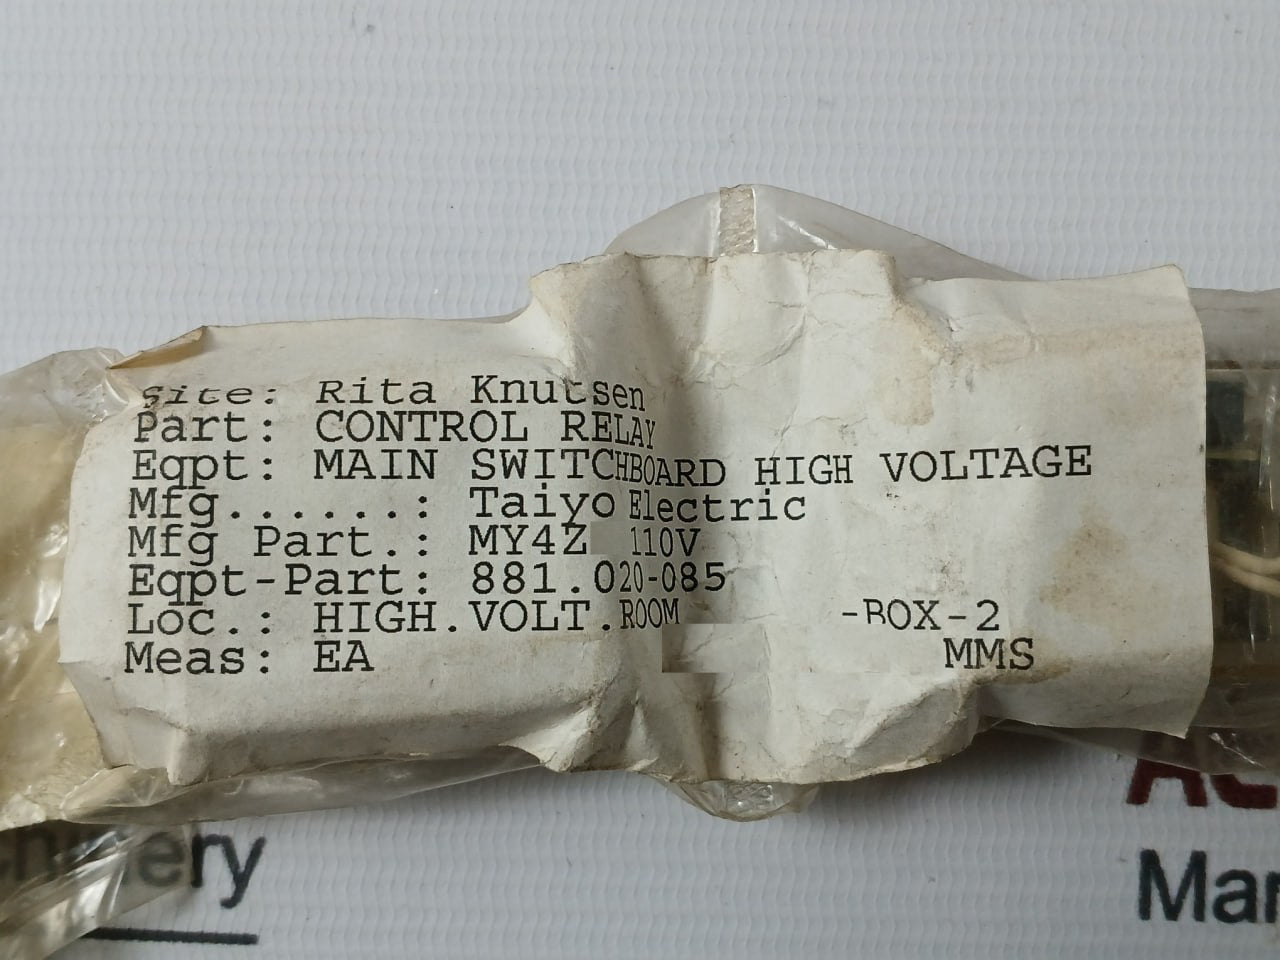 Site: Rita Knutsen
Part: CONTROL RELAY
Eqpt: MAIN SWITCHBOARD HIGH VOLTAGE
Mfg.......: Taiyo Electric
Mfg Part.: MY4Z 110V
Eqpt-Part: 881.020-085
Loc.: HIGH.VOLT.ROOM -BOX-2
Meas: EA MMS